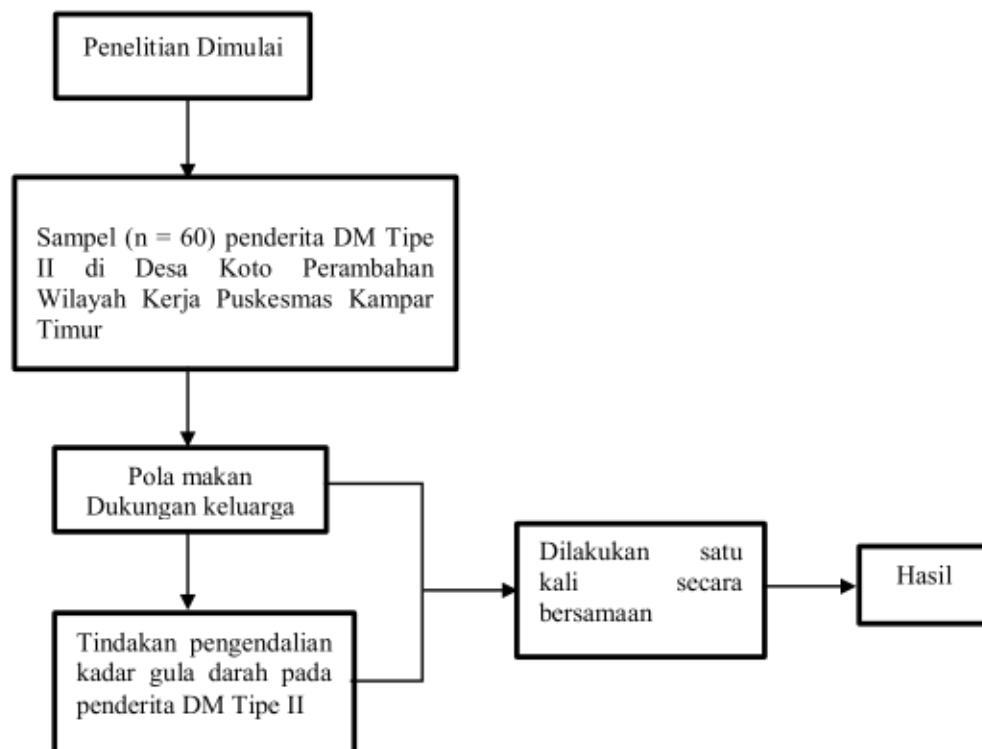 Penelitian Dimulai
Sampel (n = 60) penderita DM Tipe
II di Desa Koto Perambahan
Wilayah Kerja Puskesmas Kampar
Timur
Pola makan
Dukungan keluarga
Tindakan pengendalian
kadar gula darah pada
penderita DM Tipe II
Dilakukan satu
kali secara
bersamaan
Hasil